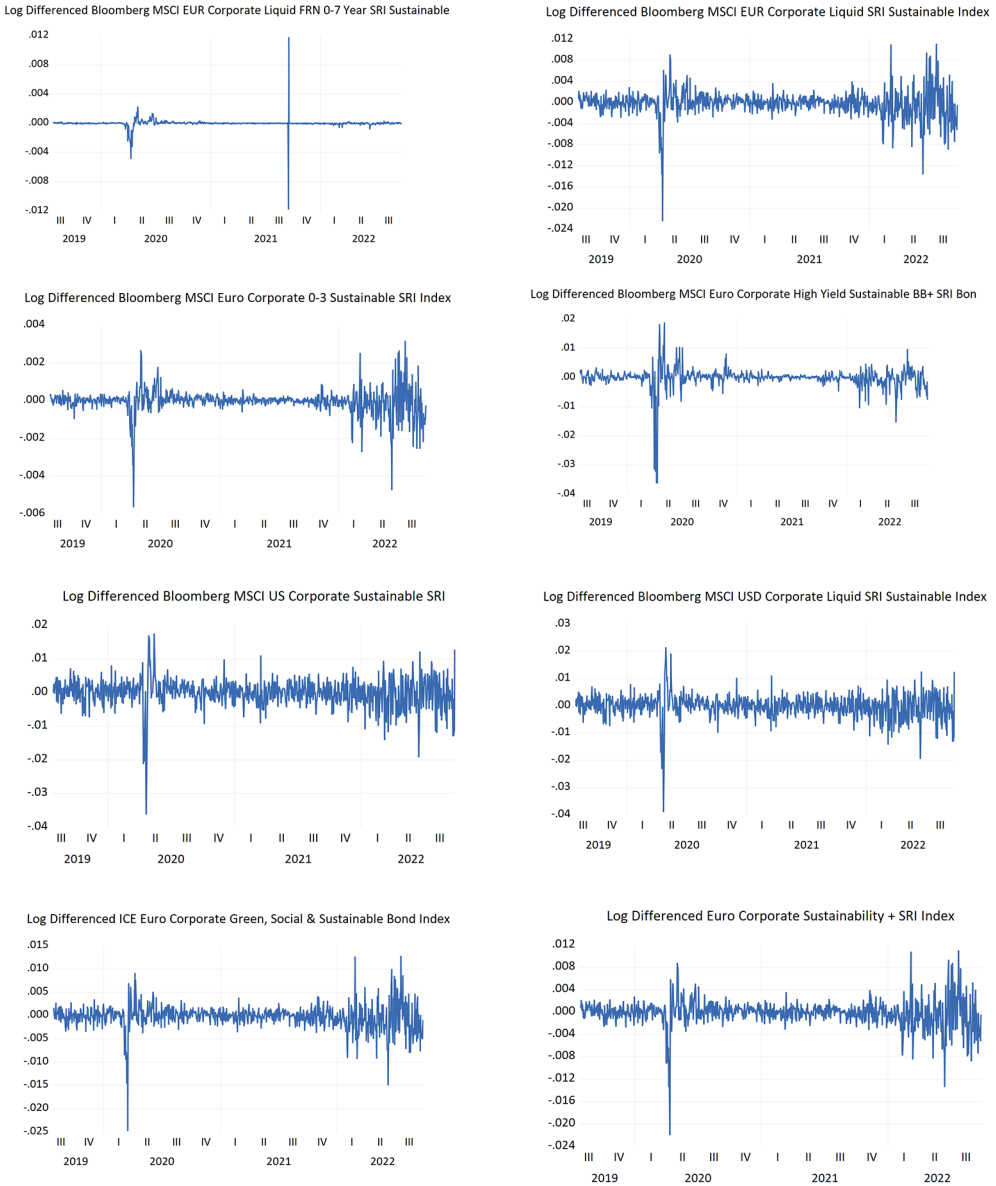 Log Differenced Bloomberg MSCI EUR Corporate Liquid FRN 0-7 Year SRI Sustainable
.012
.008
.004
.000
-.004
-.008
-.012
III IV I II III IV I II III IV I II III
2019 2020 2021 2022
Log Differenced Bloomberg MSCI EUR Corporate Liquid SRI Sustainable Index
.012
.008
.004
.000
-.004
-.008
-.012
-.016
-.020
-.024
III IV I II III IV I II III IV I II III
2019 2020 2021 2022
Log Differenced Bloomberg MSCI Euro Corporate 0-3 Sustainable SRI Index
.004
.002
.000
-.002
-.004
-.006
III IV I II III IV I II III IV I II III
2019 2020 2021 2022
Log Differenced Bloomberg MSCI Euro Corporate High Yield Sustainable BB+ SRI Bon
.02
.01
.00
-.01
-.02
-.03
-.04
III IV I II III IV I II III IV I II III
2019 2020 2021 2022
Log Differenced Bloomberg MSCI US Corporate Sustainable SRI
.02
.01
.00
-.01
-.02
-.03
-.04
III IV I II III IV I II III IV I II III
2019 2020 2021 2022
Log Differenced Bloomberg MSCI USD Corporate Liquid SRI Sustainable Index
.03
.02
.01
.00
-.01
-.02
-.03
-.04
III IV I II III IV I II III IV I II III
2019 2020 2021 2022
Log Differenced ICE Euro Corporate Green, Social & Sustainable Bond Index
.015
.010
.005
.000
-.005
-.010
-.015
-.020
-.025
III IV I II III IV I II III IV I II III
2019 2020 2021 2022
Log Differenced Euro Corporate Sustainability + SRI Index
.012
.008
.004
.000
-.004
-.008
-.012
-.016
-.020
-.024
III IV I II III IV I II III IV I II III
2019 2020 2021 2022